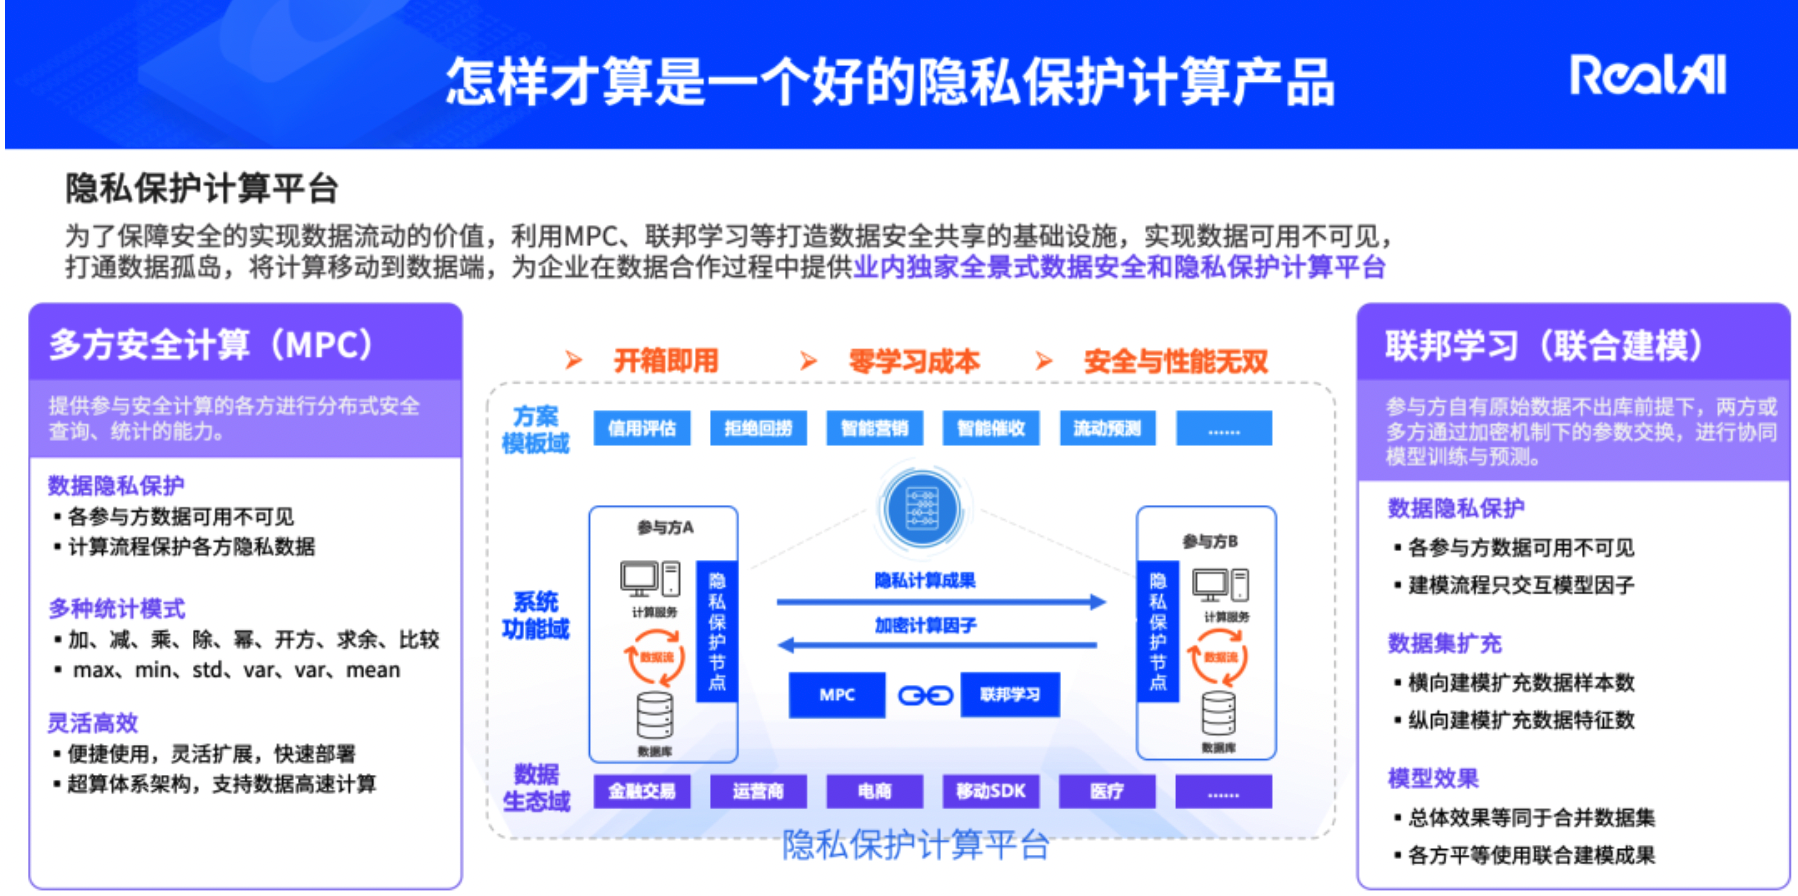 怎样才算是一个好的隐私保护计算产品
RealAI
隐私保护计算平台
为了保障安全的实现数据流动的价值，利用MPC、联邦学习等打造数据安全共享的基础设施，实现数据可用不可见，
打通数据孤岛，将计算移动到数据端，为企业在数据合作过程中提供业内独家全景式数据安全和隐私保护计算平台
多方安全计算（MPC）
提供参与安全计算的各方进行分布式安全
查询、统计的能力。
数据隐私保护
▪ 各参与方数据可用不可见
▪ 计算流程保护各方隐私数据
多种统计模式
▪ 加、减、乘、除、幂、开方、求余、比较
▪ max、min、std、var、var、mean
灵活高效
▪ 便捷使用，灵活扩展，快速部署
▪ 超算体系架构，支持数据高速计算
➢ 开箱即用 ➢ 零学习成本 ➢ 安全与性能无双
方案
模板域
信用评估 拒绝回捞 智能营销 智能催收 流动预测 ......
系统
功能域
参与方A
计算服务
数据流
数据库
隐私保护节点
隐私计算成果
加密计算因子
MPC 联邦学习
参与方B
隐私保护节点
计算服务
数据流
数据库
数据
生态域
金融交易 运营商 电商 移动SDK 医疗 ......
隐私保护计算平台
联邦学习（联合建模）
参与方自有原始数据不出库前提下，两方或
多方通过加密机制下的参数交换，进行协同
模型训练与预测。
数据隐私保护
▪ 各参与方数据可用不可见
▪ 建模流程只交互模型因子
数据集扩充
▪ 横向建模扩充数据样本数
▪ 纵向建模扩充数据特征数
模型效果
▪ 总体效果等同于合并数据集
▪ 各方平等使用联合建模成果